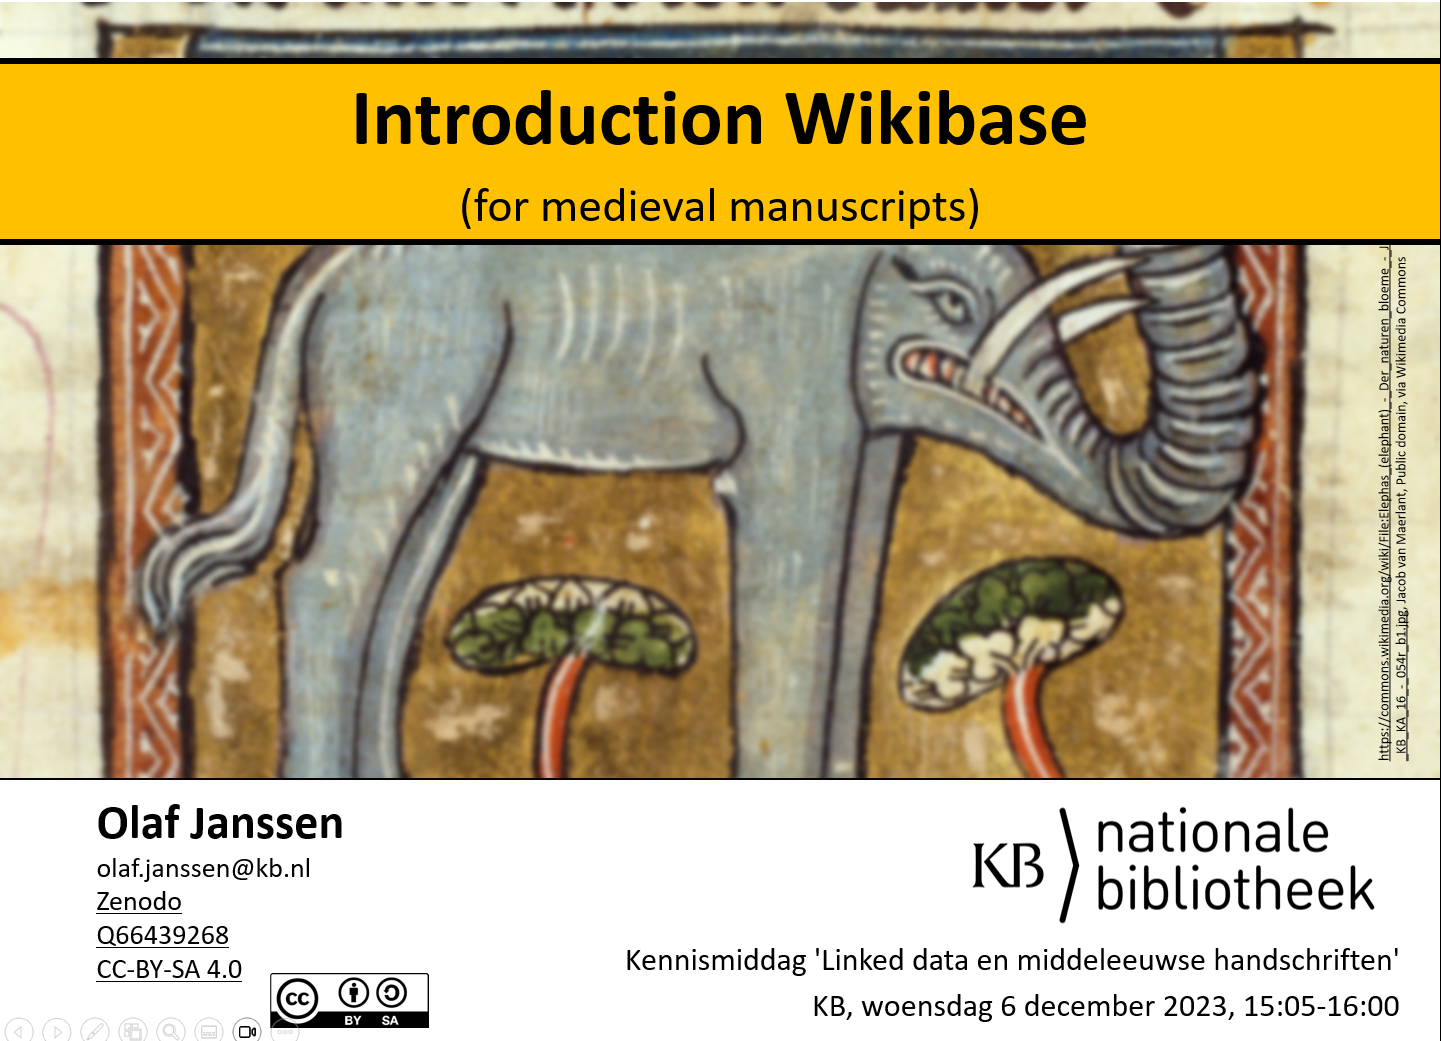 Introduction Wikibase
(for medieval manuscripts)
https://commons.wikimedia.org/wiki/File:Elephas_(elephant)_-_Der_naturen_bloeme_-_J
_KB_KA_16_-_054r_b1.jpg, Jacob van Maerlant, Public domain, via Wikimedia Commons
Olaf Janssen
olaf.janssen@kb.nl
Zenodo
Q66439268
CC-BY-SA 4.0
cc
BY SA
KB nationale
bibliotheek
Kennismiddag 'Linked data en middeleeuwse handschriften'
KB, woensdag 6 december 2023, 15:05-16:00